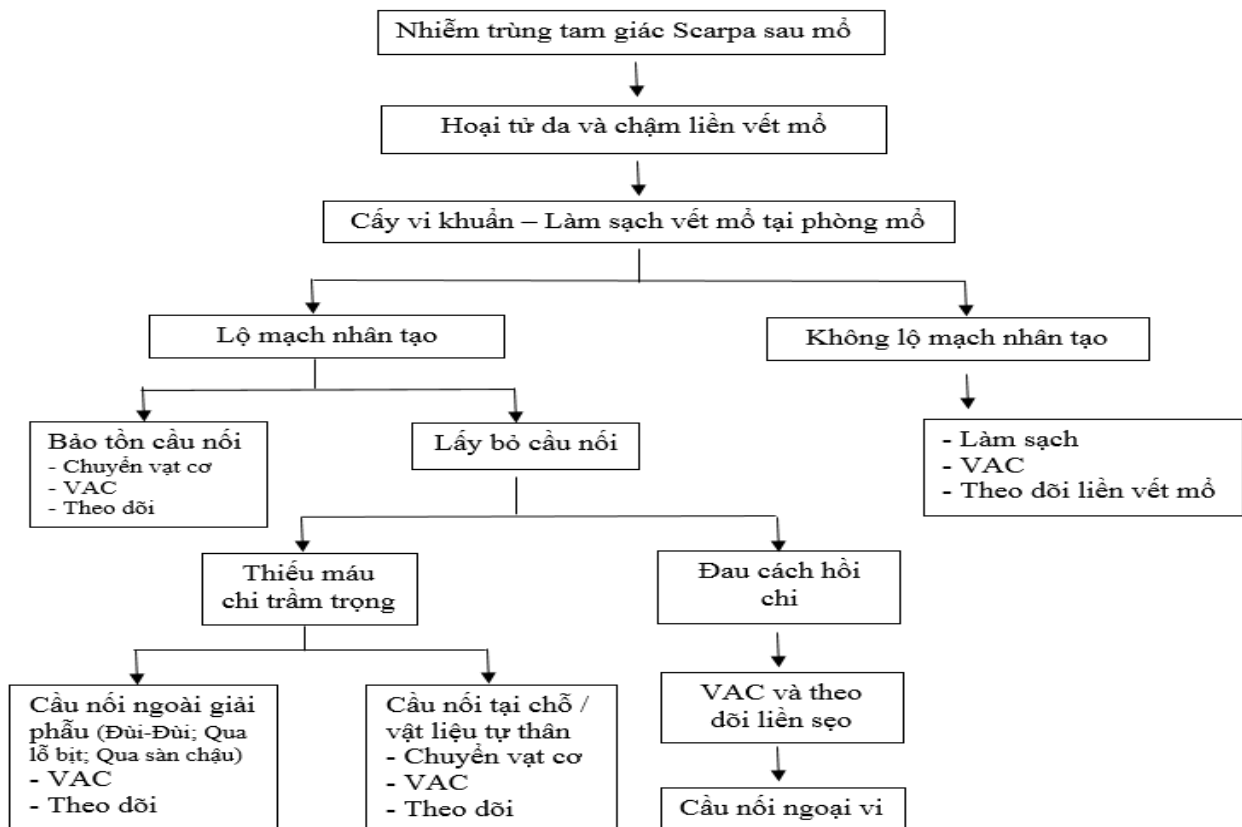 Nhiễm trùng tam giác Scarpa sau mổ
Hoại tử da và chậm liền vết mổ
Cấy vi khuẩn – Làm sạch vết mổ tại phòng mổ
Lộ mạch nhân tạo
Không lộ mạch nhân tạo
Bảo tồn cầu nối
- Chuyển vạt cơ
- VAC
- Theo dõi
Lấy bỏ cầu nối
- Làm sạch
- VAC
- Theo dõi liền vết mổ
Thiếu máu
chi trầm trọng
Đau cách hồi
chi
Cầu nối ngoài giải
phẫu (Đùi-Đùi; Qua
lỗ bịt; Qua sàn chậu)
- VAC
- Theo dõi
Cầu nối tại chỗ /
vật liệu tự thân
- Chuyển vạt cơ
- VAC
- Theo dõi
VAC và theo
dõi liền sẹo
Cầu nối ngoại vi